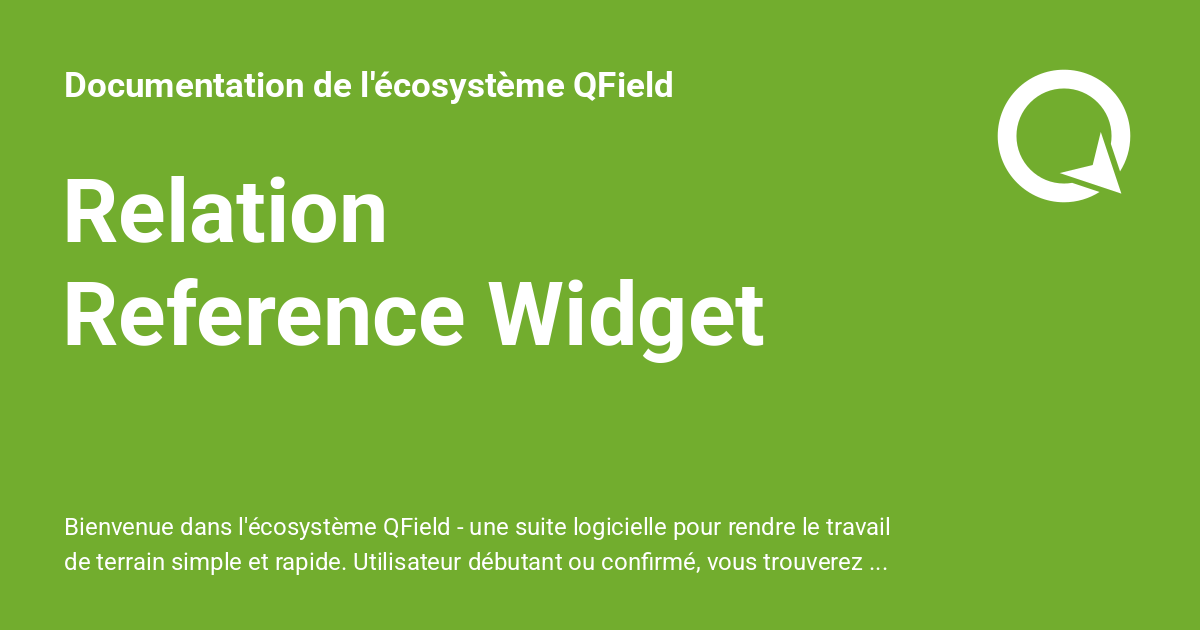 Documentation de l'écosystème QField
Relation
Reference Widget
Bienvenue dans l'écosystème QField - une suite logicielle pour rendre le travail
de terrain simple et rapide. Utilisateur débutant ou confirmé, vous trouverez ...